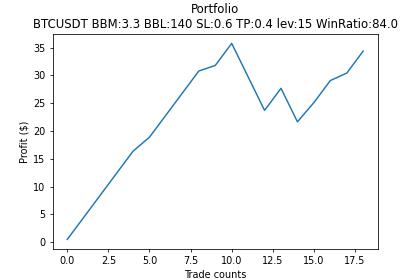 Portfolio
BTCUSDT BBM:3.3 BBL:140 SL:0.6 TP:0.4 lev:15 WinRatio:84.0
35
30
25
20
15
10
5
0
Profit ($)
0.0 2.5 5.0 7.5 10.0 12.5 15.0 17.5
Trade counts